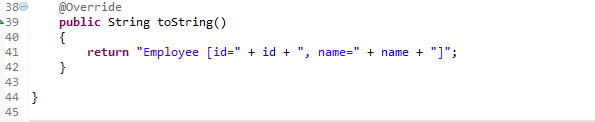 38 @Override
39 public String toString()
40 {
41 return "Employee [id=" + id + ", name=" + name + "]";
42 }
43
44 }
45